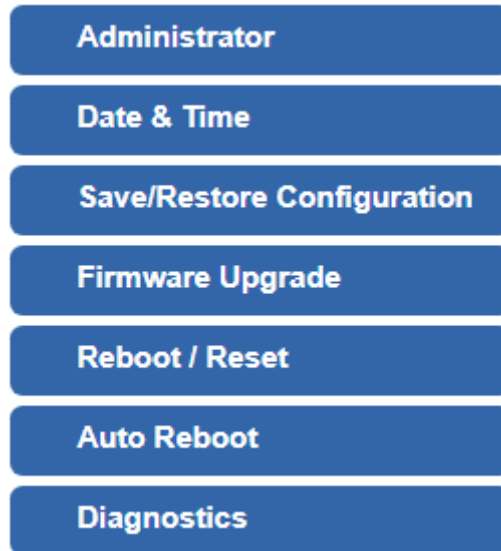 Administrator
Date & Time
Save/Restore Configuration
Firmware Upgrade
Reboot / Reset
Auto Reboot
Diagnostics